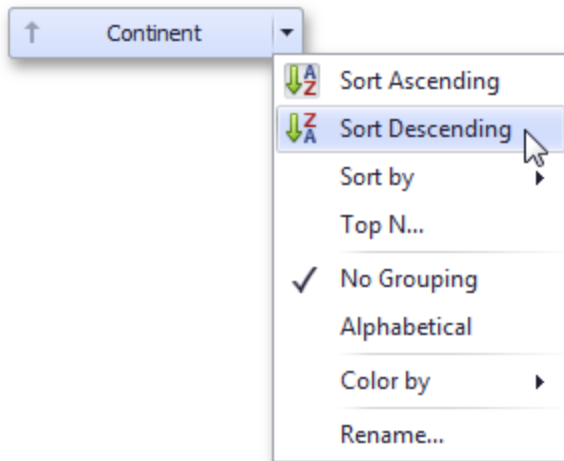 Continent
Sort Ascending
Sort Descending
Sort by
Top N...
No Grouping
Alphabetical
Color by
Rename...